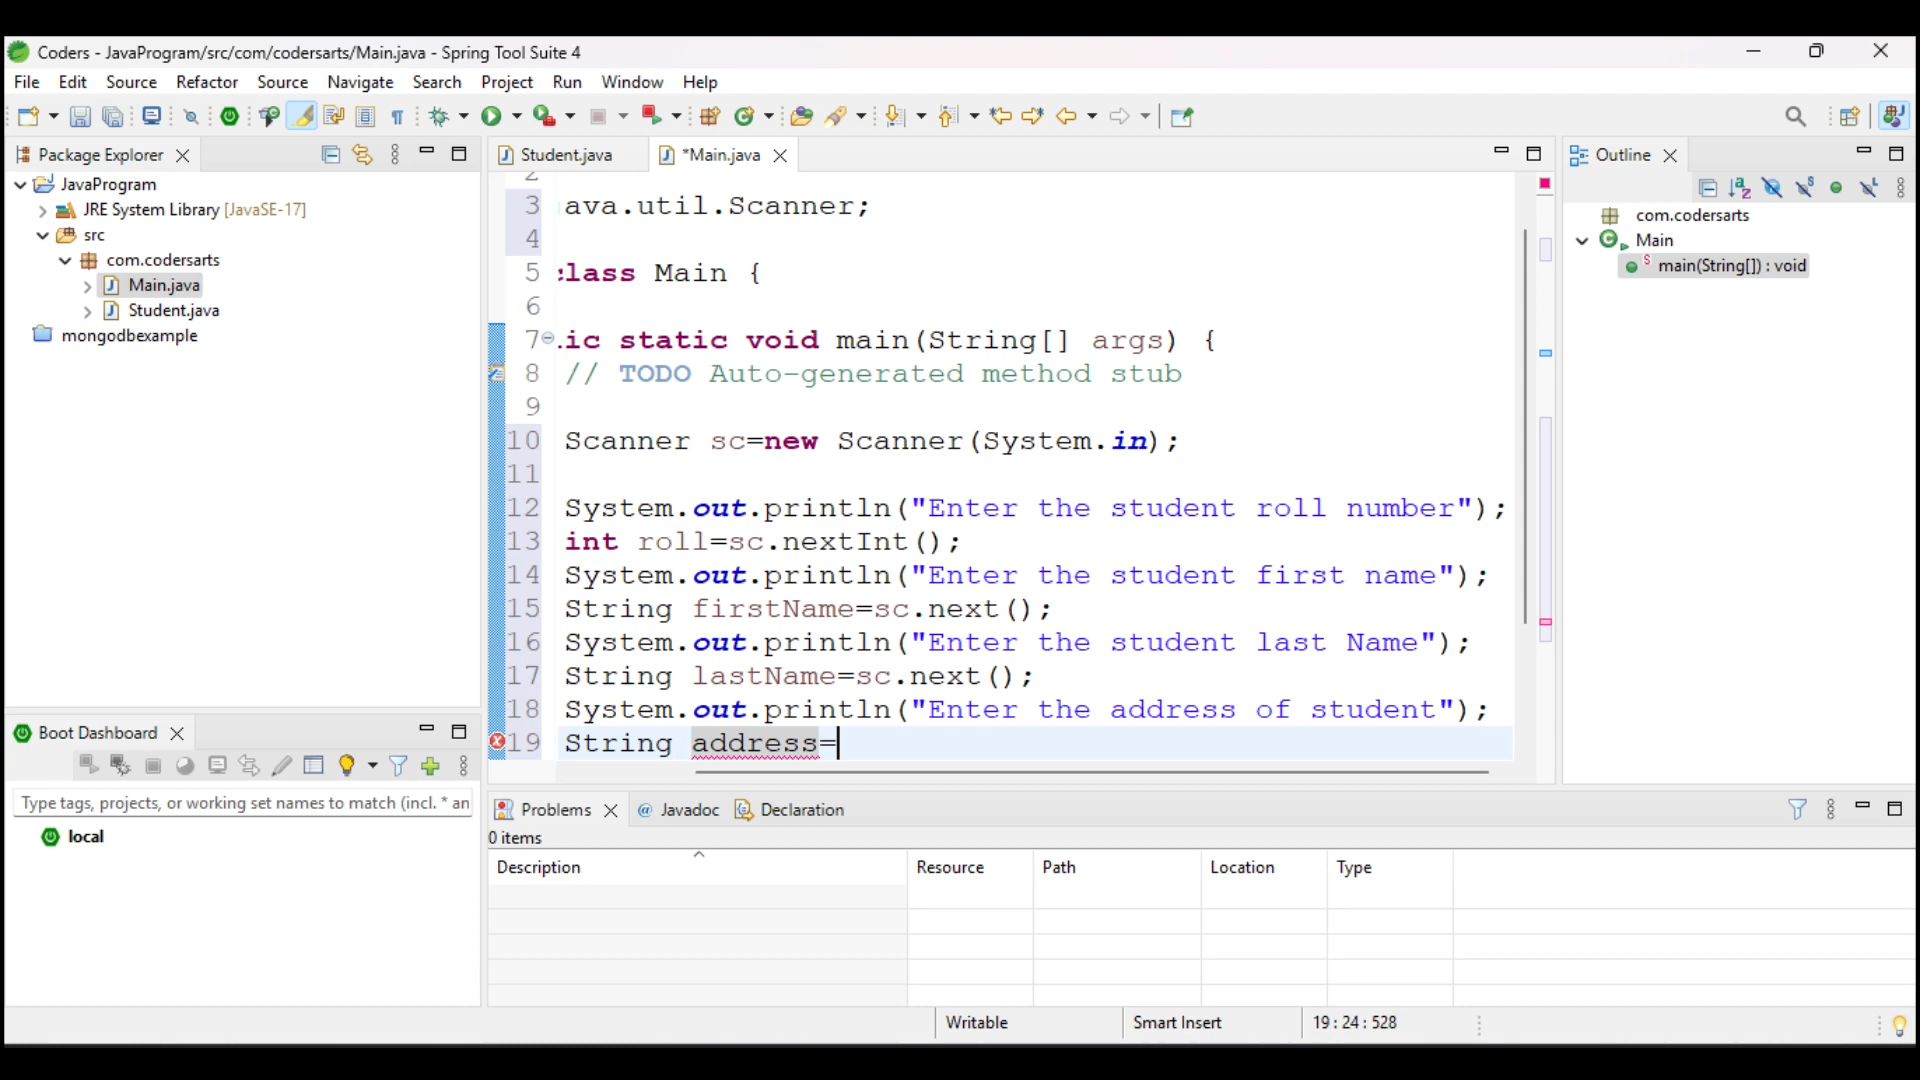 Coders - JavaProgram/src/com/codersarts/Main.java - Spring Tool Suite 4
File Edit Source Refactor Source Navigate Search Project Run Window Help
Package Explorer
JavaProgram
JRE System Library [JavaSE-17]
src
com.codersarts
Main.java
Student.java
mongodbexample
Student.java *Main.java
2
3 ava.util.Scanner;
4
5 class Main {
6
7 ic static void main(String[] args) {
8 // TODO Auto-generated method stub
9
10 Scanner sc=new Scanner(System.in);
11
12 System.out.println("Enter the student roll number");
13 int roll=sc.nextInt();
14 System.out.println("Enter the student first name");
15 String firstName=sc.next();
16 System.out.println("Enter the student last Name");
17 String lastName=sc.next();
18 System.out.println("Enter the address of student");
19 String address=
Outline
com.codersarts
Main
main(String[]) : void
Boot Dashboard
Type tags, projects, or working set names to match (incl. * an
local
Problems @ Javadoc Declaration
0 items
Description Resource Path Location Type
Writable Smart Insert 19 : 24 : 528